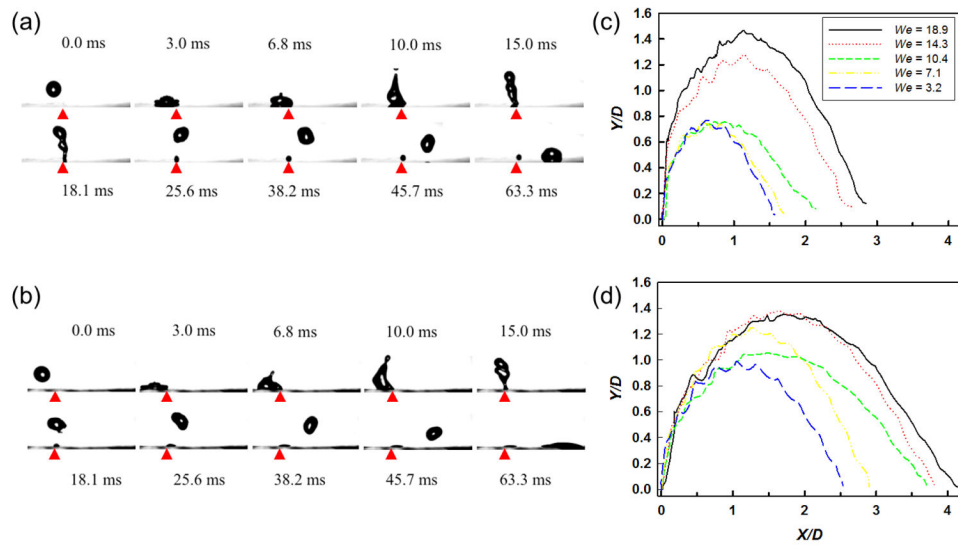 (a)
0.0 ms 3.0 ms 6.8 ms 10.0 ms 15.0 ms
18.1 ms 25.6 ms 38.2 ms 45.7 ms 63.3 ms
(b)
0.0 ms 3.0 ms 6.8 ms 10.0 ms 15.0 ms
18.1 ms 25.6 ms 38.2 ms 45.7 ms 63.3 ms
(c)
1.6
1.4
1.2
1.0
0.8
0.6
0.4
0.2
0.0
Y/D
We = 18.9
We = 14.3
We = 10.4
We = 7.1
We = 3.2
0 1 2 3 4
(d)
1.6
1.4
1.2
1.0
0.8
0.6
0.4
0.2
0.0
Y/D
0 1 2 3 4
X/D